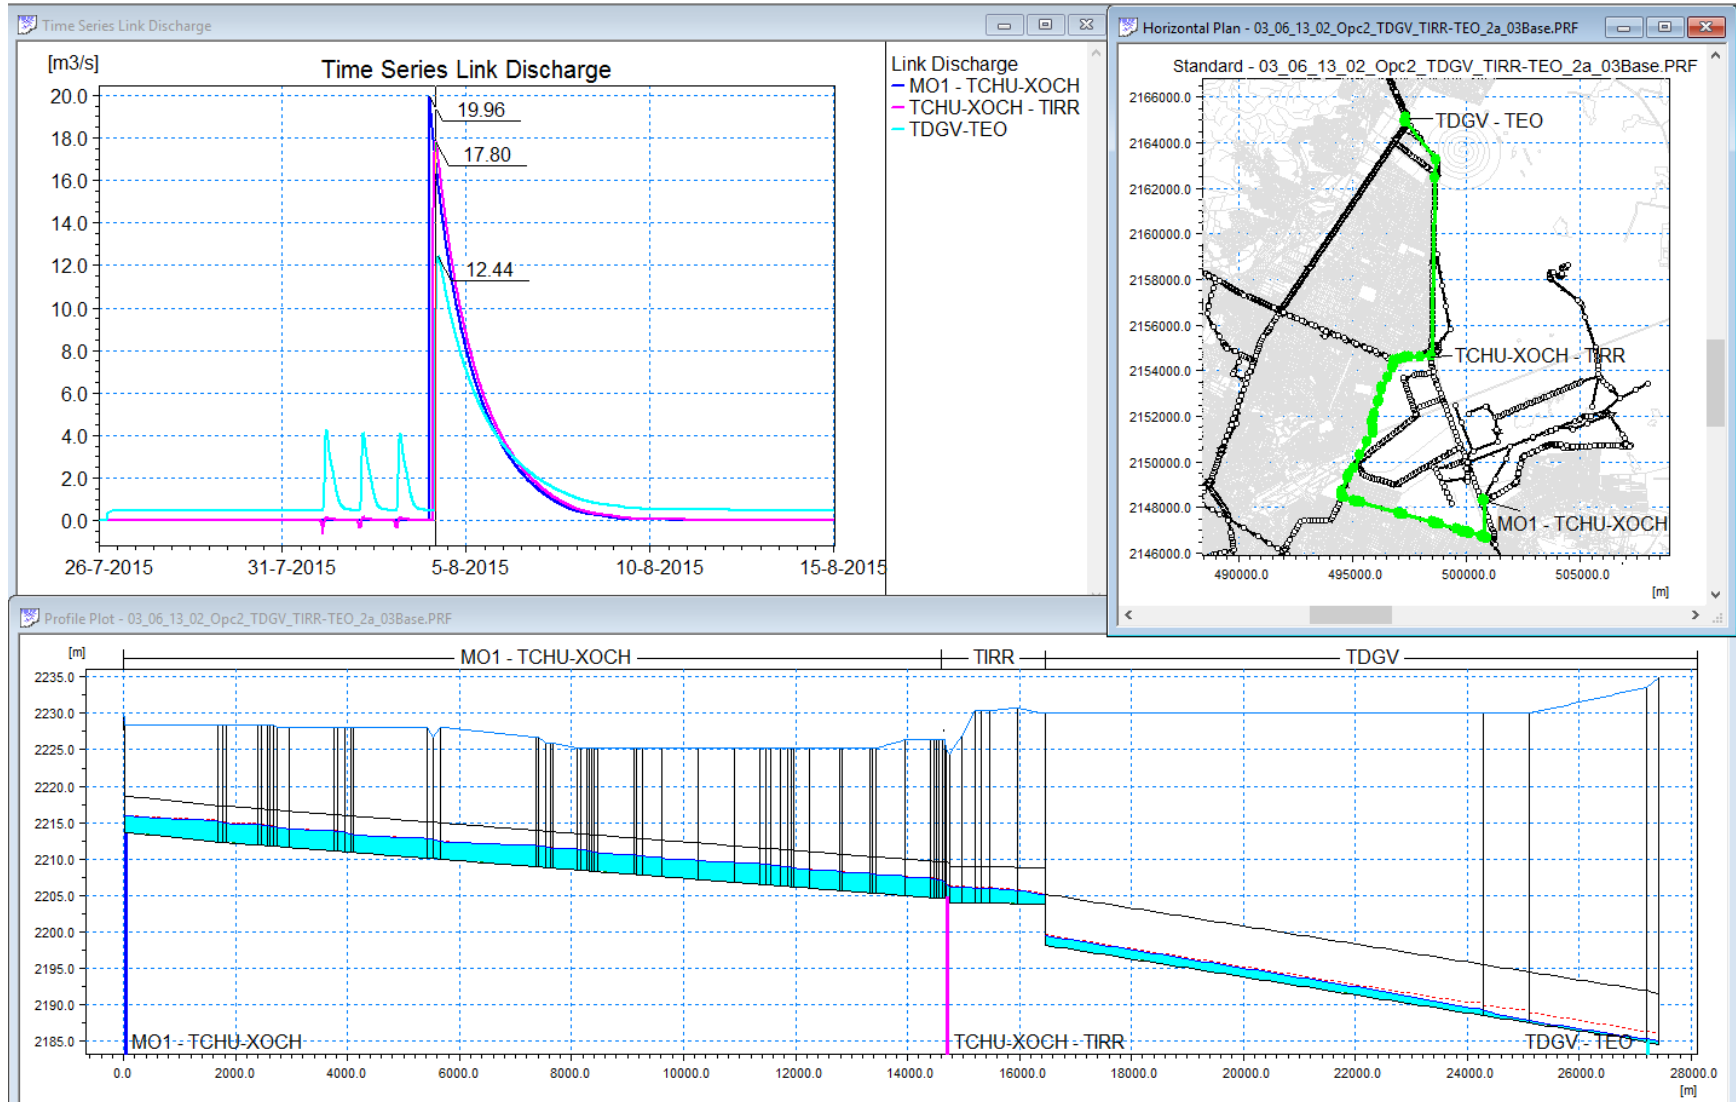 Time Series Link Discharge
[m3/s]
Time Series Link Discharge
20.0
18.0
16.0
14.0
12.0
10.0
8.0
6.0
4.0
2.0
0.0
19.96
17.80
12.44
26-7-2015 31-7-2015 5-8-2015 10-8-2015 15-8-2015
Link Discharge
MO1 - TCHU-XOCH
TCHU-XOCH - TIRR
TDGV-TEO
Horizontal Plan - 03_06_13_02_Opc2_TDGV_TIRR-TEO_2a_03Base.PRF
Standard - 03_06_13_02_Opc2_TDGV_TIRR-TEO_2a_03Base.PRF
2166000.0
2164000.0
2162000.0
2160000.0
2158000.0
2156000.0
2154000.0
2152000.0
2150000.0
2148000.0
2146000.0
TDGV - TEO
TCHU-XOCH - TIRR
MO1 - TCHU-XOCH
490000.0 495000.0 500000.0 505000.0
[m]
Profile Plot - 03_06_13_02_Opc2_TDGV_TIRR-TEO_2a_03Base.PRF
[m]
MO1 - TCHU-XOCH TIRR TDGV
2235.0
2230.0
2225.0
2220.0
2215.0
2210.0
2205.0
2200.0
2195.0
2190.0
2185.0
MO1 - TCHU-XOCH TCHU-XOCH - TIRR TDGV - TEO
0.0 2000.0 4000.0 6000.0 8000.0 10000.0 12000.0 14000.0 16000.0 18000.0 20000.0 22000.0 24000.0 26000.0 28000.0
[m]